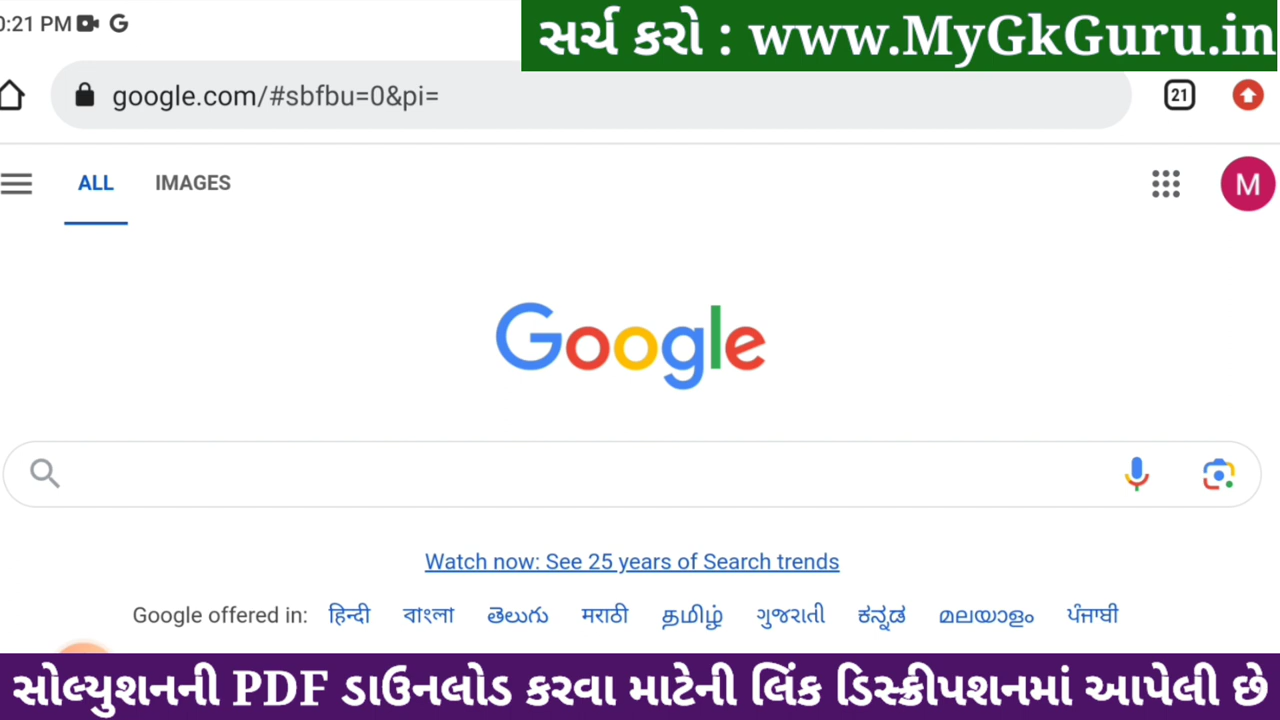 0:21 PM G
સર્ચ કરો : www.MyGkGuru.in
google.com/#sbfbu=0&pi=
21
ALL IMAGES
M
Google
Watch now: See 25 years of Search trends
Google offered in: हिन्दी বাংলা తెలుగు मराठी தமிழ் ગુજરાતી ಕನ್ನಡ മലയാളം ਪੰਜਾਬੀ
સોલ્યુશનની PDF ડાઉનલોડ કરવા માટેની લિંક ડિસ્ક્રીપશનમાં આપેલી છે